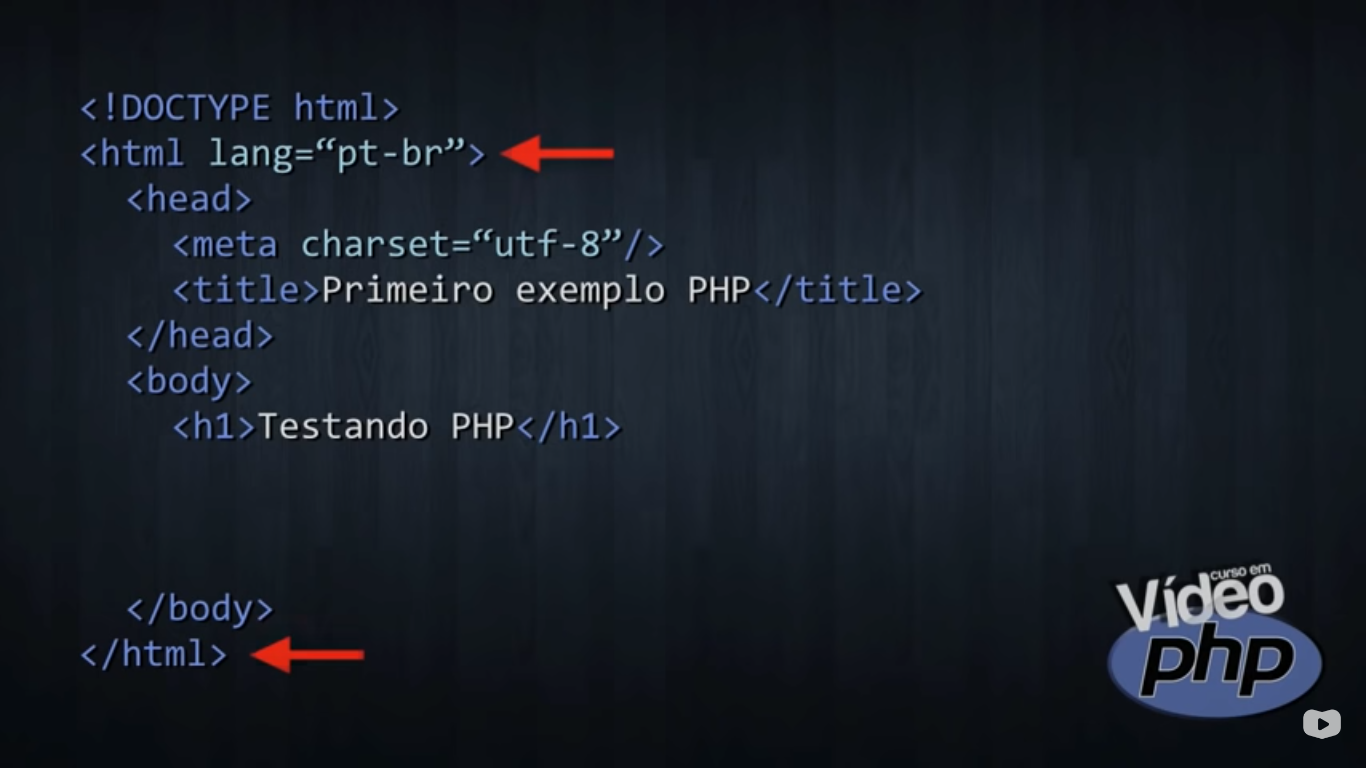 <!DOCTYPE html>
<html lang=“pt-br”>
<head>
<meta charset=“utf-8”/>
<title>Primeiro exemplo PHP</title>
</head>
<body>
<h1>Testando PHP</h1>
</body>
</html>
curso em
Vídeo
php